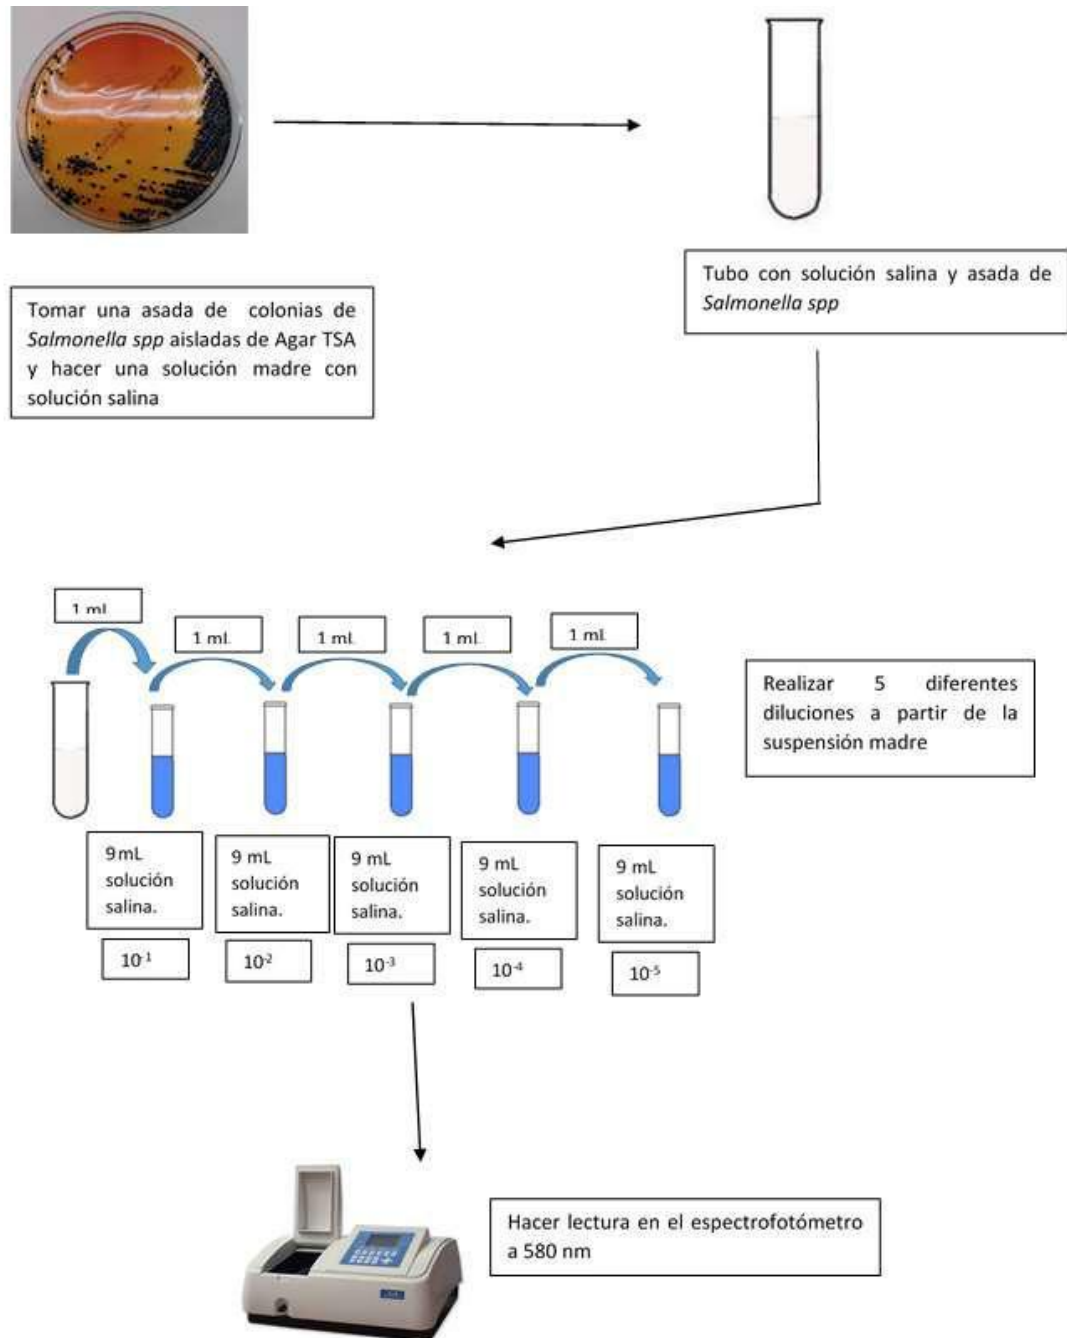 Tomar una asada de colonias de
Salmonella spp aisladas de Agar TSA
y hacer una solución madre con
solución salina
Tubo con solución salina y asada de
Salmonella spp
1 ml
1 mL
1 mL
1 mL
1 mL
Realizar 5 diferentes
diluciones a partir de la
suspensión madre
9 mL
solución
salina.
9 mL
solución
salina.
9 mL
solución
salina.
9 mL
solución
salina.
9 mL
solución
salina.
10⁻¹
10⁻²
10⁻³
10⁻⁴
10⁻⁵
Hacer lectura en el espectrofotómetro
a 580 nm